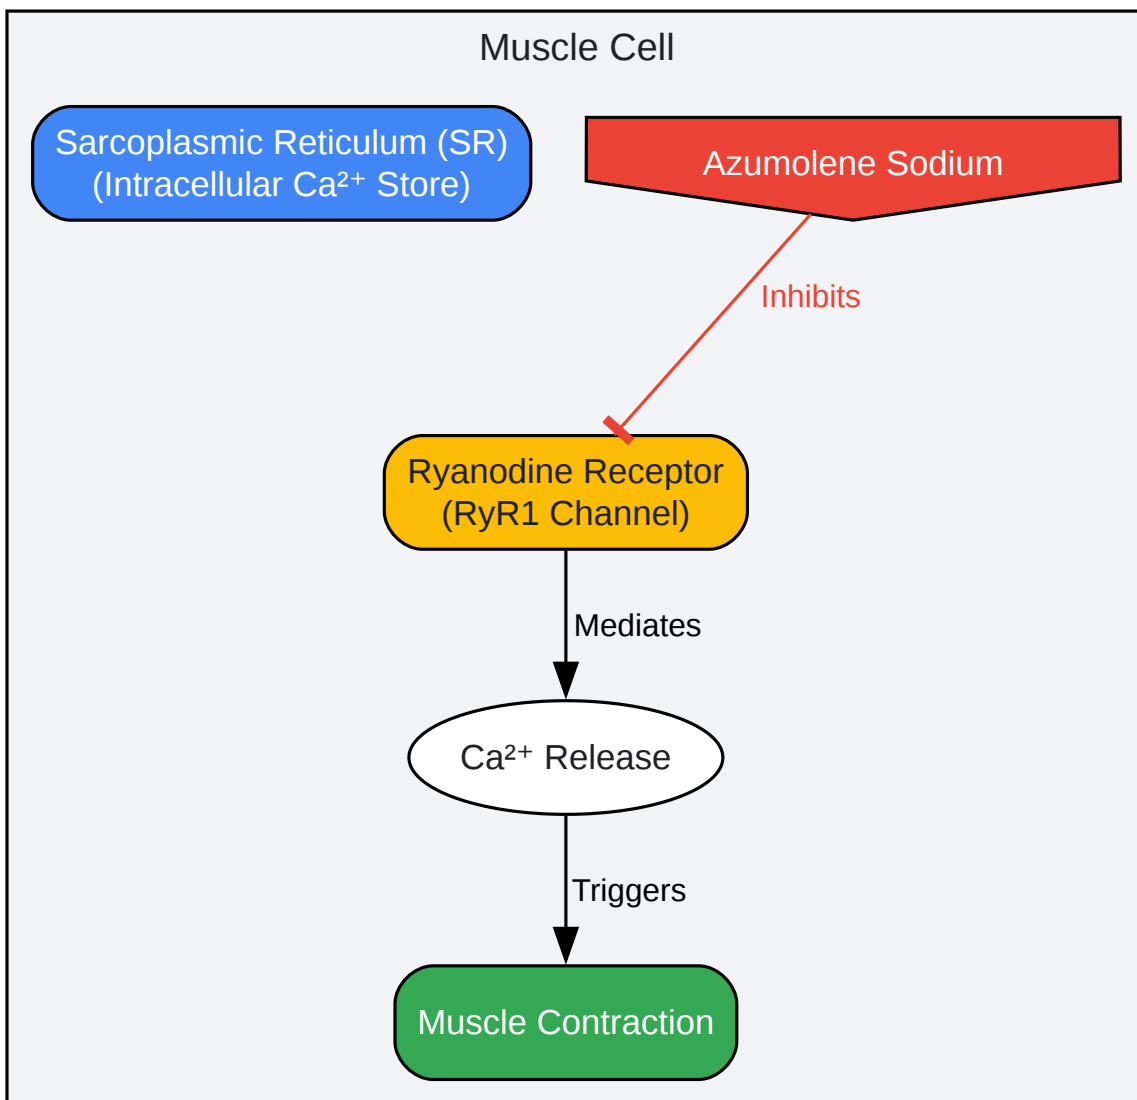 Muscle Cell
Sarcoplasmic Reticulum (SR)
(Intracellular Ca²⁺ Store)
Azumolene Sodium
Inhibits
Ryanodine Receptor
(RyR1 Channel)
Mediates
Ca²⁺ Release
Triggers
Muscle Contraction